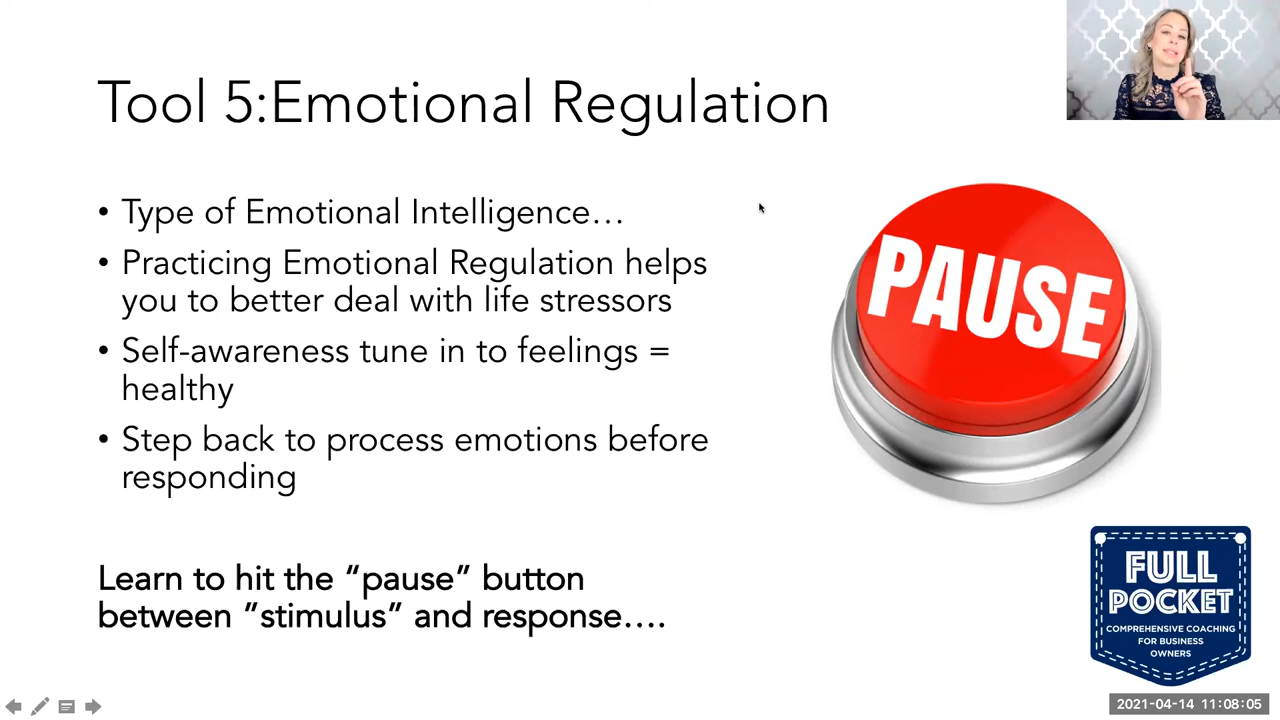 Tool 5:Emotional Regulation
• Type of Emotional Intelligence…
• Practicing Emotional Regulation helps
you to better deal with life stressors
• Self-awareness tune in to feelings =
healthy
• Step back to process emotions before
responding
Learn to hit the “pause” button
between ”stimulus” and response….
PAUSE
FULL
POCKET
COMPREHENSIVE COACHING
FOR BUSINESS
OWNERS
2021-04-14 11:08:05